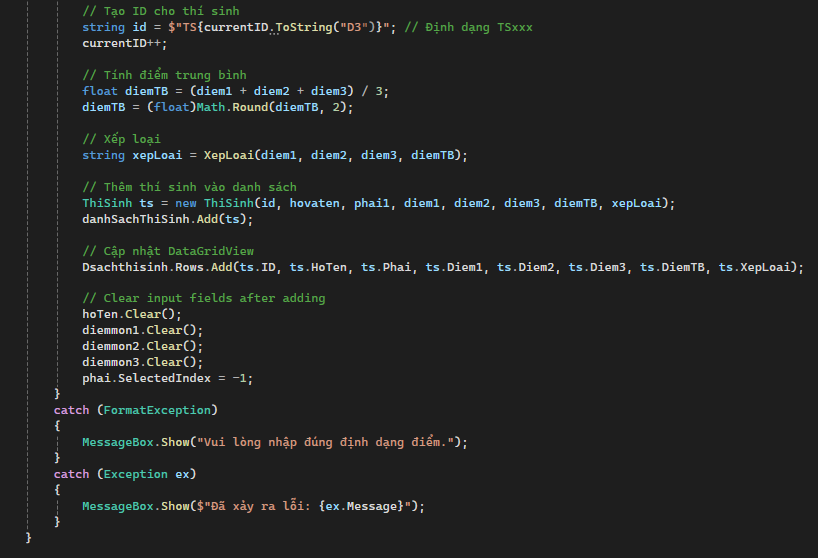 // Tạo ID cho thí sinh
string id = $"TS{currentID.ToString("D3")}"; // Định dạng TSxxx
currentID++;
// Tính điểm trung bình
float diemTB = (diem1 + diem2 + diem3) / 3;
diemTB = (float)Math.Round(diemTB, 2);
// Xếp loại
string xepLoai = XepLoai(diem1, diem2, diem3, diemTB);
// Thêm thí sinh vào danh sách
ThiSinh ts = new ThiSinh(id, hovaten, phai1, diem1, diem2, diem3, diemTB, xepLoai);
danhSachThiSinh.Add(ts);
// Cập nhật DataGridView
Dsachthisinh.Rows.Add(ts.ID, ts.HoTen, ts.Phai, ts.Diem1, ts.Diem2, ts.Diem3, ts.DiemTB, ts.XepLoai);
// Clear input fields after adding
hoTen.Clear();
diemmon1.Clear();
diemmon2.Clear();
diemmon3.Clear();
phai.SelectedIndex = -1;
}
catch (FormatException)
{
MessageBox.Show("Vui lòng nhập đúng định dạng điểm.");
}
catch (Exception ex)
{
MessageBox.Show($"Đã xảy ra lỗi: {ex.Message}");
}
}